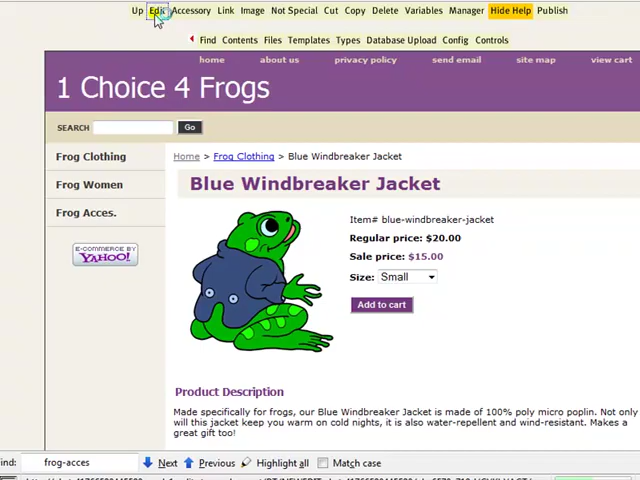 Up Edit Accessory Link Image Not Special Cut Copy Delete Variables Manager Hide Help Publish
Find Contents Files Templates Types Database Upload Config Controls
home about us privacy policy send email site map view cart
1 Choice 4 Frogs
SEARCH Go
Frog Clothing
Frog Women
Frog Acces.
E-COMMERCE BY
YAHOO!
Home > Frog Clothing > Blue Windbreaker Jacket
Blue Windbreaker Jacket
Item# blue-windbreaker-jacket
Regular price: $20.00
Sale price: $15.00
Size: Small
Add to cart
Product Description
Made specifically for frogs, our Blue Windbreaker Jacket is made of 100% poly micro poplin. Not only
will this jacket keep you warm on cold nights, it is also water-repellent and wind-resistant. Makes a
great gift too!
ind: frog-acces Next Previous Highlight all Match case